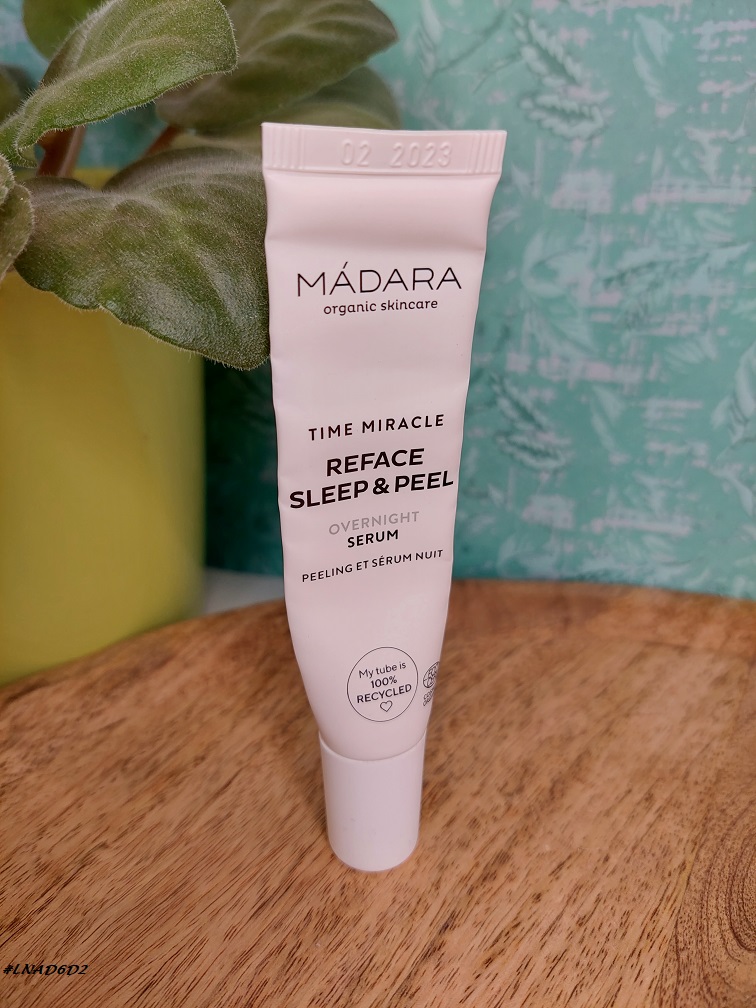 02 2023
MÁDARA
organic skincare
TIME MIRACLE
REFACE
SLEEP & PEEL
OVERNIGHT
SERUM
PEELING ET SÉRUM NUIT
My tube is
100%
RECYCLED
#LNAD6D2